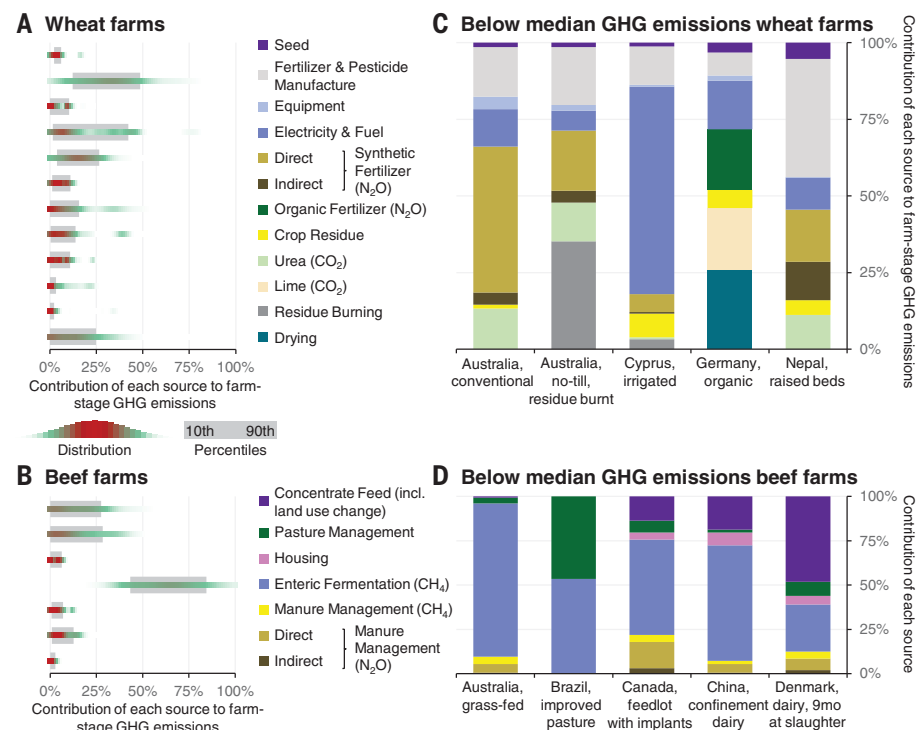 A Wheat farms
Seed
Fertilizer & Pesticide
Manufacture
Equipment
Electricity & Fuel
Direct
Indirect
Synthetic
Fertilizer
(N₂O)
Organic Fertilizer (N₂O)
Crop Residue
Urea (CO₂)
Lime (CO₂)
Residue Burning
Drying
0% 25% 50% 75% 100%
Contribution of each source to farm-
stage GHG emissions
Distribution
10th 90th
Percentiles
B Beef farms
Concentrate Feed (incl.
land use change)
Pasture Management
Housing
Enteric Fermentation (CH₄)
Manure Management (CH₄)
Direct
Indirect
Manure
Management
(N₂O)
0% 25% 50% 75% 100%
Contribution of each source to farm-
stage GHG emissions
C Below median GHG emissions wheat farms
100%
75%
50%
25%
0%
Contribution of each source to farm-stage GHG emissions
Australia,
conventional
Australia,
no-till,
residue burnt
Cyprus,
irrigated
Germany,
organic
Nepal,
raised beds
D Below median GHG emissions beef farms
100%
75%
50%
25%
0%
Contribution of each source
Australia,
grass-fed
Brazil,
improved
pasture
Canada,
feedlot
with implants
China,
confinement
dairy
Denmark,
dairy, 9mo
at slaughter